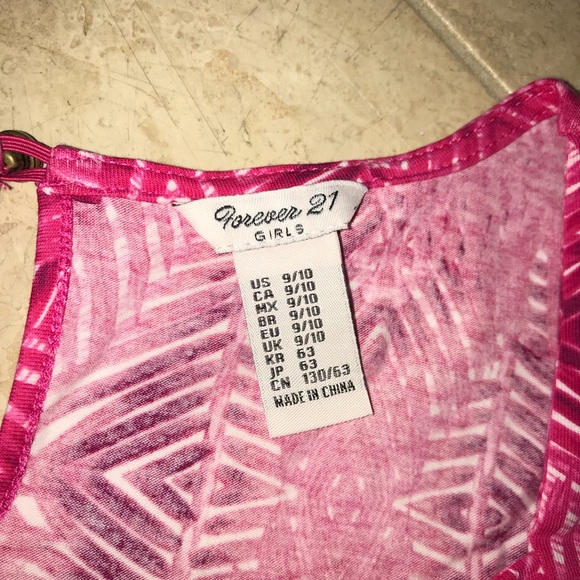 Forever 21
GIRLS
US 9/10
CA 9/10
MX 9/10
BR 9/10
EU 9/10
UK 9/10
KR 63
JP 63
CN 130/63
MADE IN CHINA